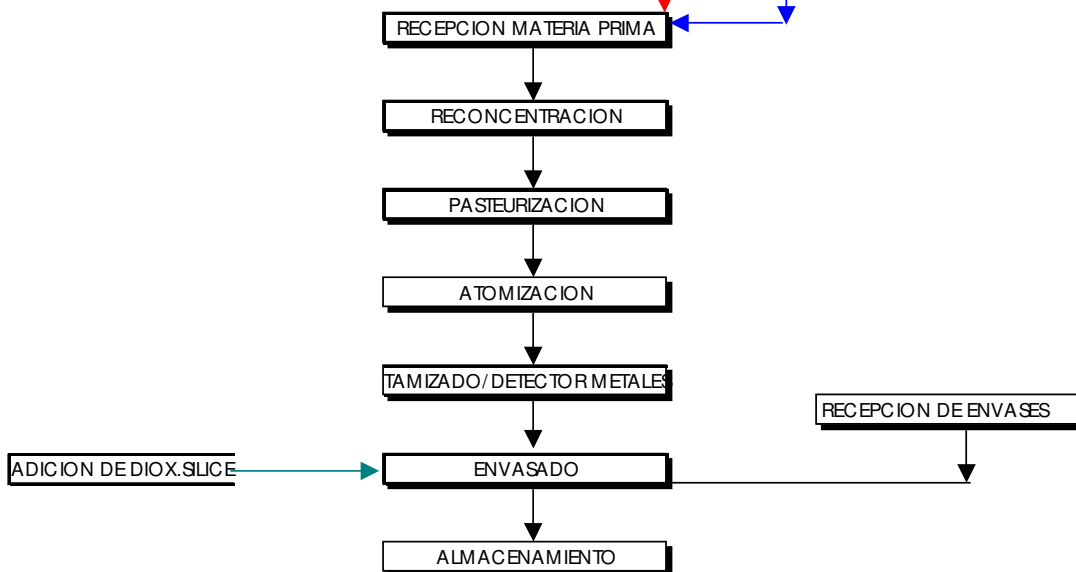 RECEPCION MATERIA PRIMA
RECONCENTRACION
PASTEURIZACION
ATOMIZACION
TAMIZADO/DETECTOR METALES
RECEPCION DE ENVASES
ADICION DE DIOX.SILICE
ENVASADO
ALMACENAMIENTO